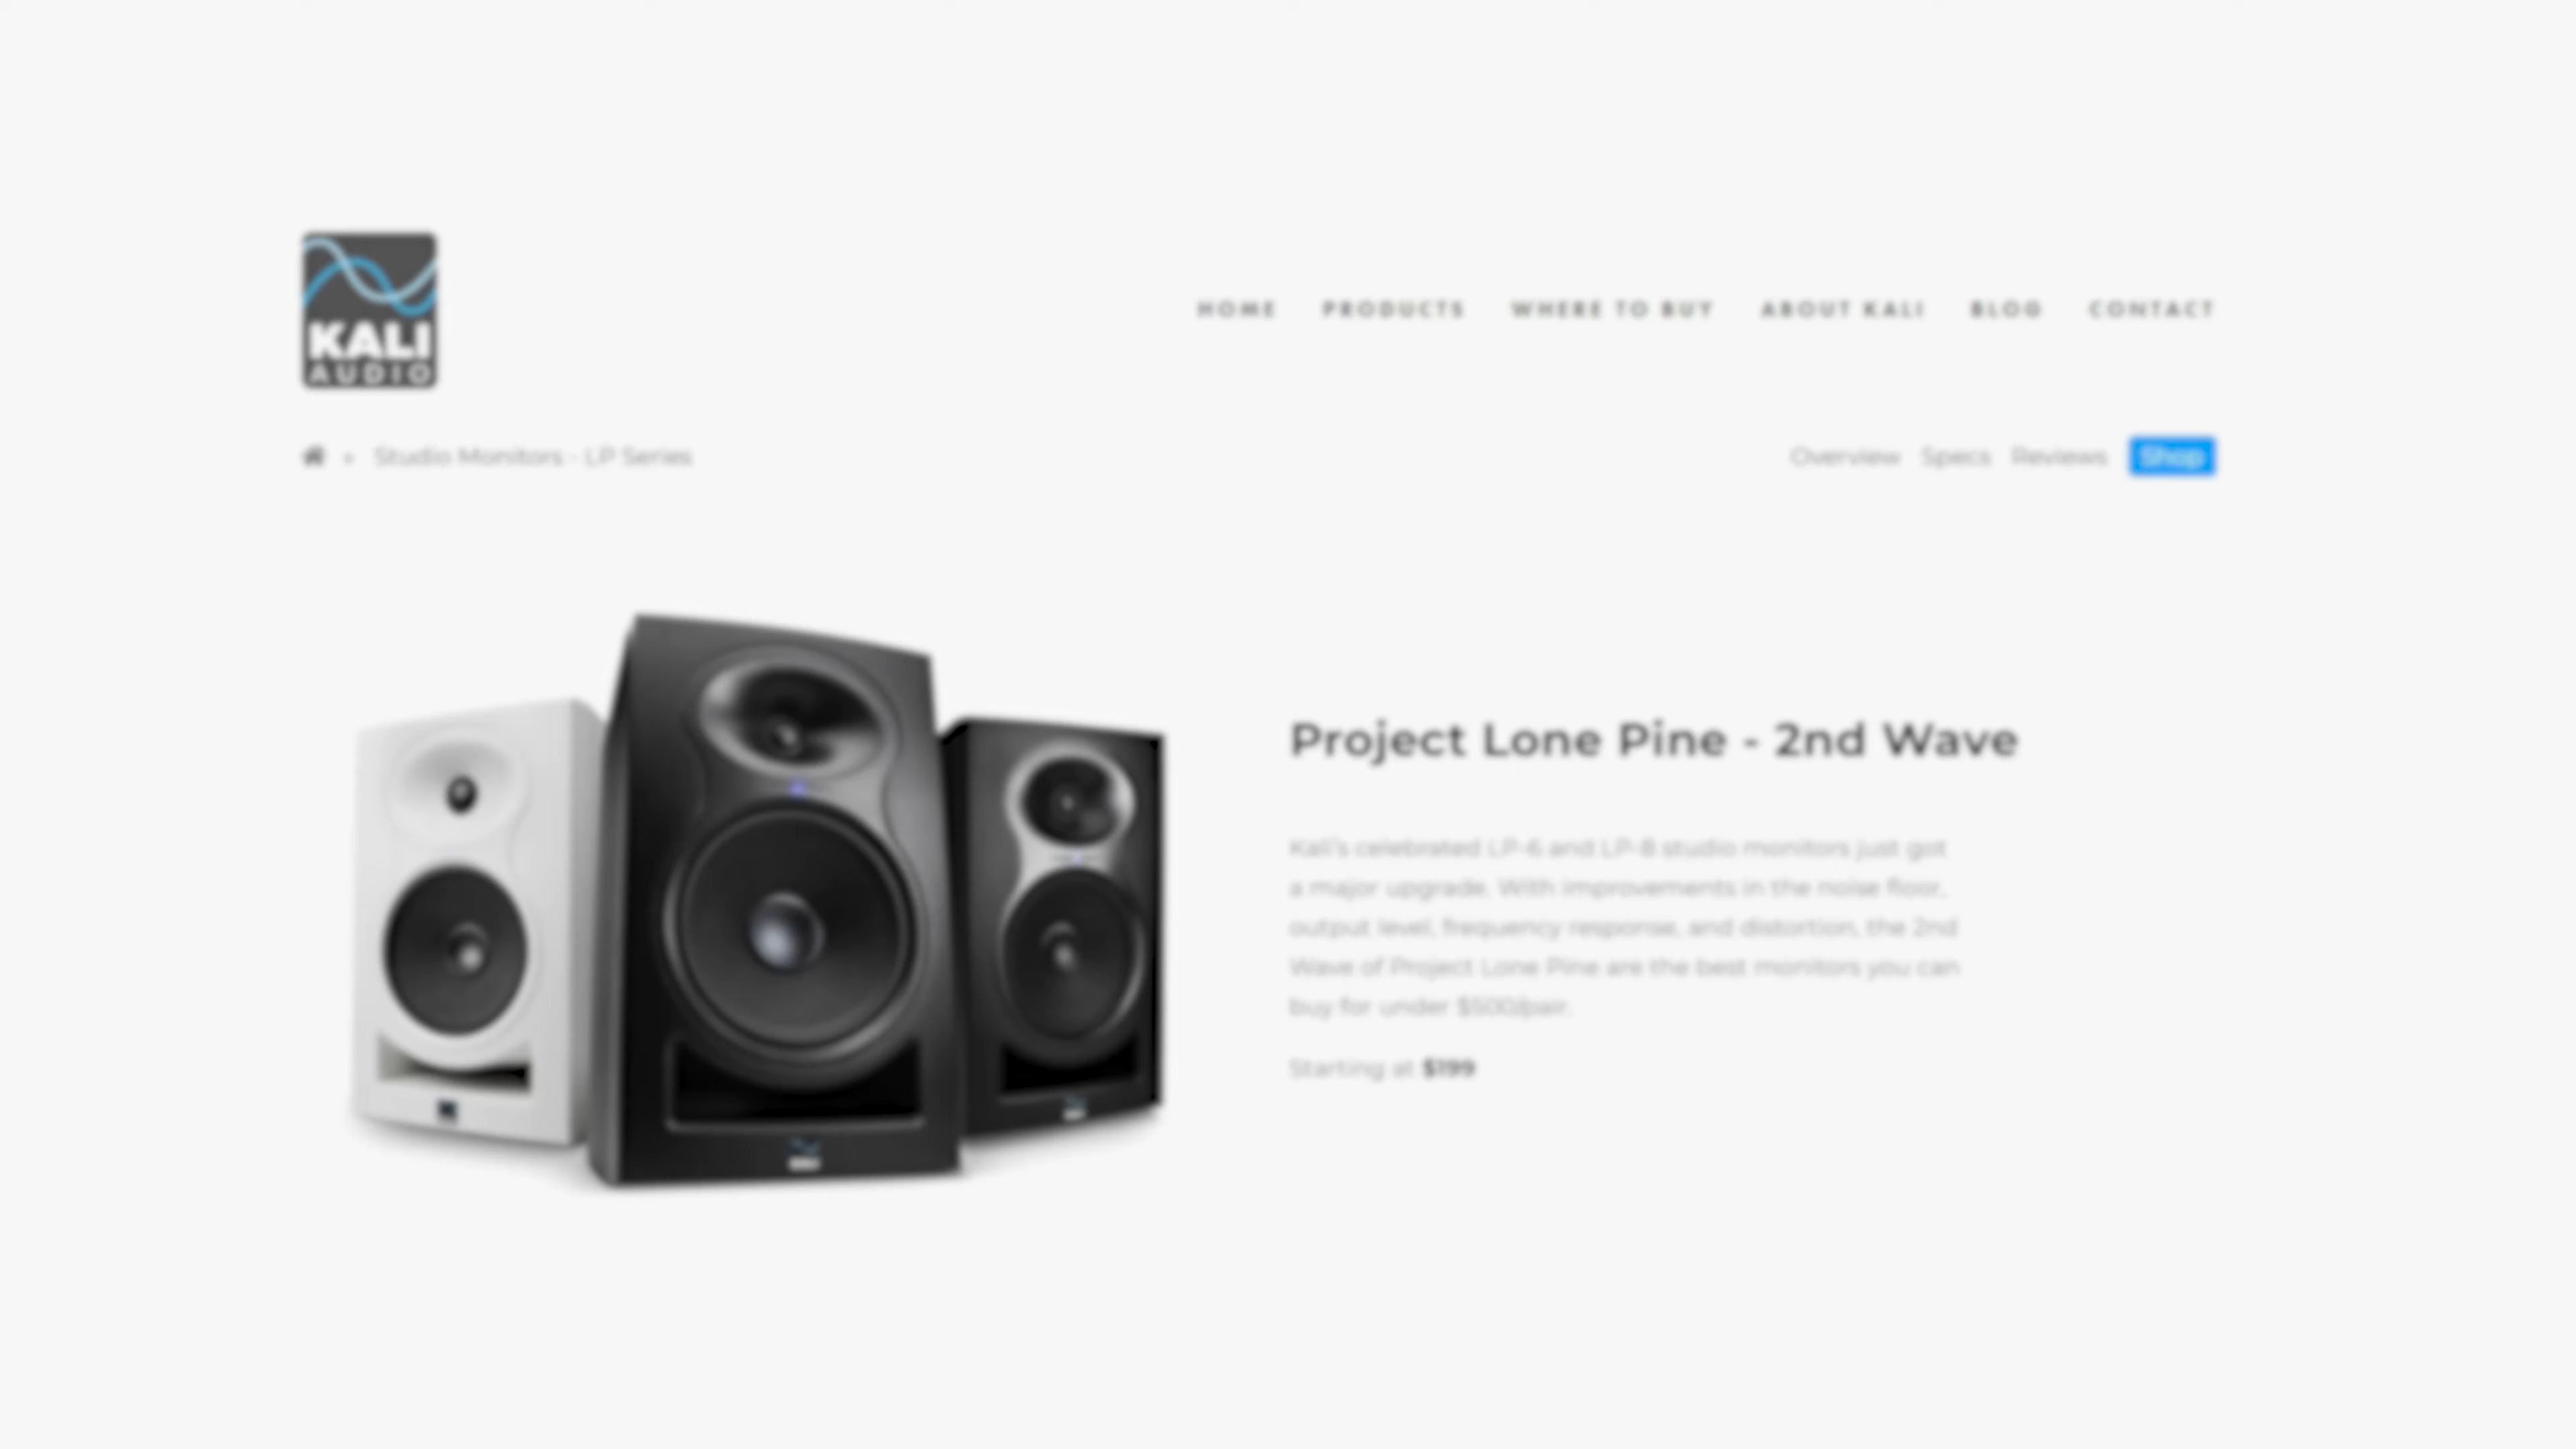 KALI
AUDIO
HOME PRODUCTS WHERE TO BUY ABOUT KALI BLOG CONTACT
Studio Monitors - LP Series
Overview Specs Reviews Shop
Project Lone Pine - 2nd Wave
Kali's celebrated LP-6 and LP-8 studio monitors just got
a major upgrade. With improvements in the noise floor,
output level, frequency response, and distortion, the 2nd
Wave of Project Lone Pine are the best monitors you can
buy for under $500/pair.
Starting at $199